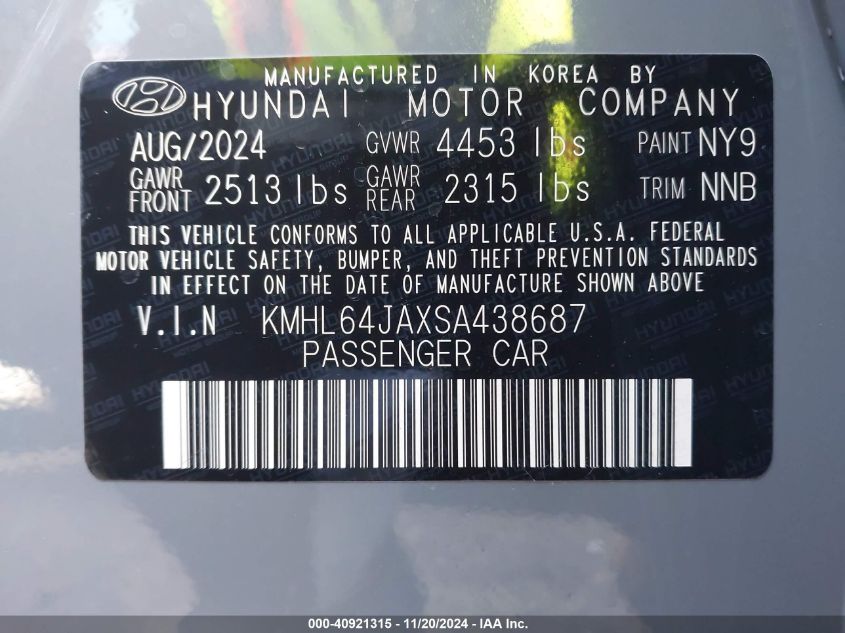 MANUFACTURED IN KOREA BY
HYUNDAI MOTOR COMPANY
AUG/2024 GVWR 4453 lbs PAINT NY9
GAWR FRONT 2513 lbs GAWR REAR 2315 lbs TRIM NNB
THIS VEHICLE CONFORMS TO ALL APPLICABLE U.S.A. FEDERAL
MOTOR VEHICLE SAFETY, BUMPER, AND THEFT PREVENTION STANDARDS
IN EFFECT ON THE DATE OF MANUFACTURE SHOWN ABOVE
V.I.N KMHL64JAXSA438687
PASSENGER CAR
000-40921315 - 11/20/2024 - IAA Inc.